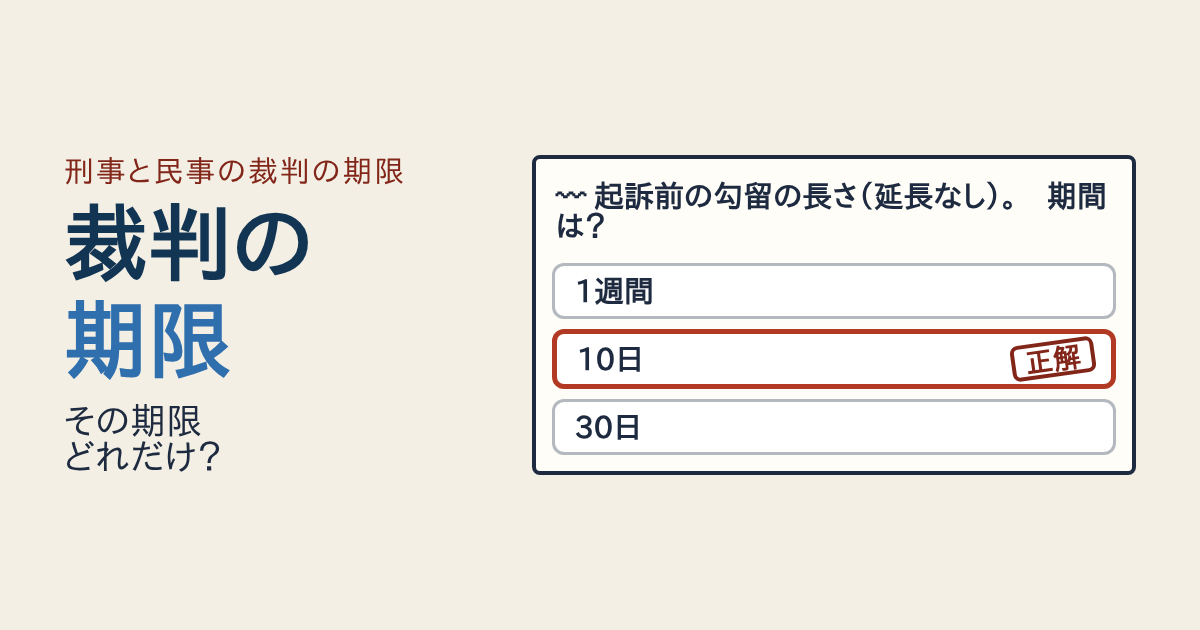 刑事と民事の裁判の期限
裁判の
期限
その期限
どれだけ?
〰 起訴前の勾留の長さ(延長なし)。　期間
は?
1週間
10日
正解
30日